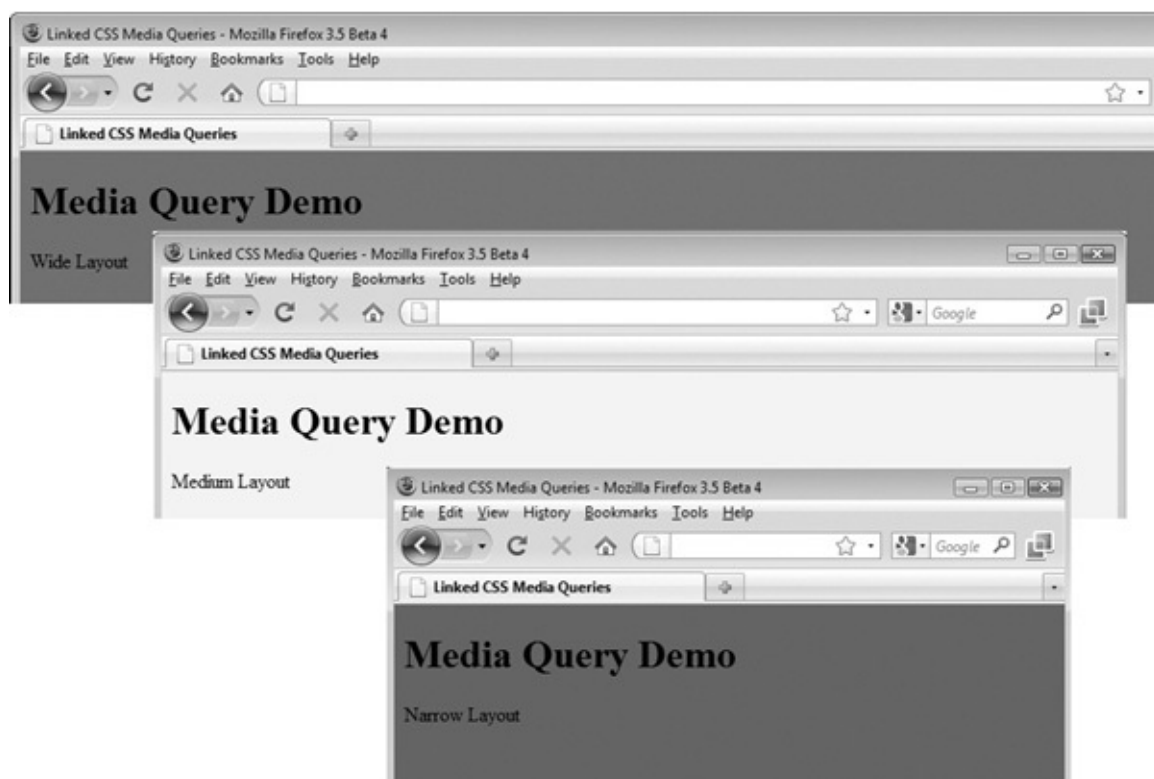 Linked CSS Media Queries - Mozilla Firefox 3.5 Beta 4
File Edit View History Bookmarks Tools Help
Linked CSS Media Queries
Media Query Demo
Wide Layout
Linked CSS Media Queries - Mozilla Firefox 3.5 Beta 4
File Edit View History Bookmarks Tools Help
Google
Linked CSS Media Queries
Media Query Demo
Medium Layout
Linked CSS Media Queries - Mozilla Firefox 3.5 Beta 4
File Edit View History Bookmarks Tools Help
Google
Linked CSS Media Queries
Media Query Demo
Narrow Layout